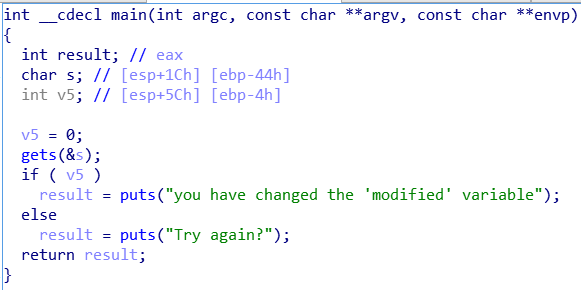 int __cdecl main(int argc, const char **argv, const char **envp)
{
  int result; // eax
  char s; // [esp+1Ch] [ebp-44h]
  int v5; // [esp+5Ch] [ebp-4h]

  v5 = 0;
  gets(&s);
  if ( v5 )
    result = puts("you have changed the 'modified' variable");
  else
    result = puts("Try again?");
  return result;
}